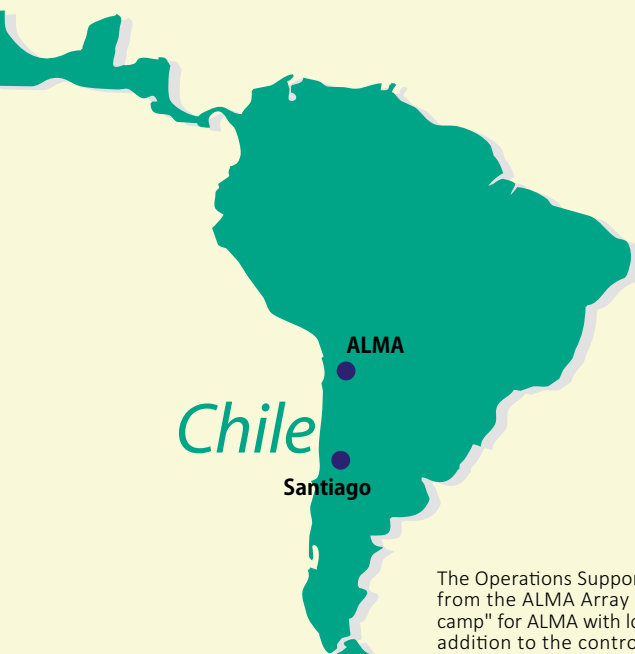 ALMA
Chile
Santiago
The Operations Suppor
from the ALMA Array
camp" for ALMA with lo
addition to the contro